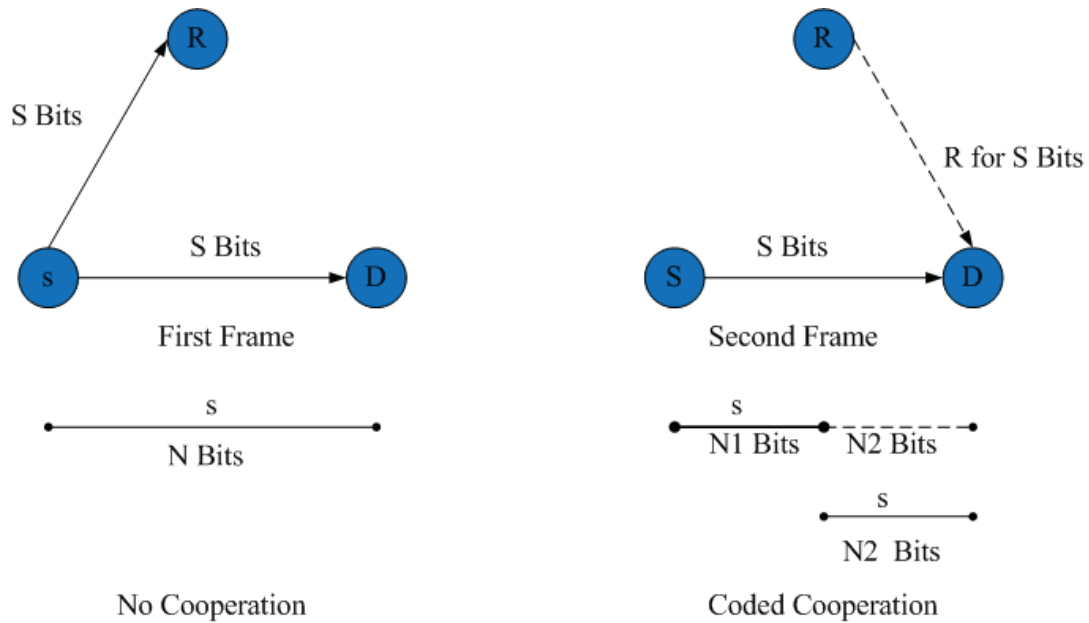 R
S Bits
S Bits
s
D
First Frame
s
N Bits
No Cooperation
R
R for S Bits
S Bits
S
D
Second Frame
s
N1 Bits
N2 Bits
s
N2 Bits
Coded Cooperation